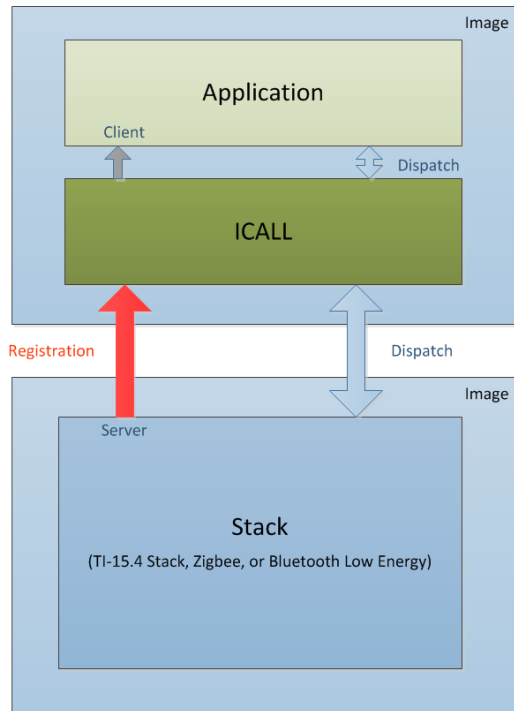 Image
Application
Client
Dispatch
ICALL
Registration
Dispatch
Image
Server
Stack
(TI-15.4 Stack, Zigbee, or Bluetooth Low Energy)